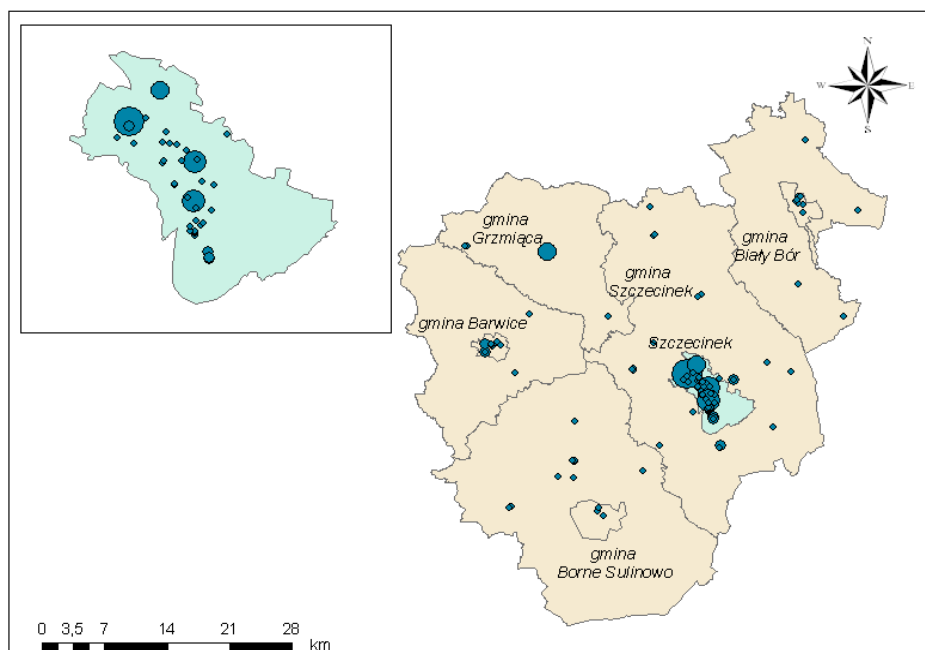 N
W
E
S
gmina
Grzmiąca
gmina
Biały Bór
gmina
Szczecinek
gmina Barwice
Szczecinek
gmina
Borne Sulinowo
0 3,5 7 14 21 28
km